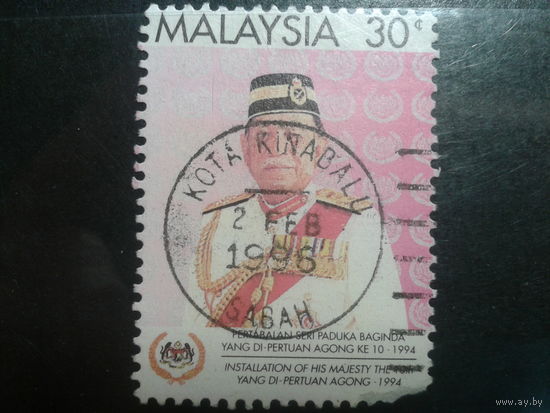 MALAYSIA 30¢
KOTA KINABALU
2 FEB
1996
SABAH
PERTABALAN SERI PADUKA BAGINDA
YANG DI-PERTUAN AGONG KE 10 · 1994
INSTALLATION OF HIS MAJESTY THE
YANG DI-PERTUAN AGONG · 1994
www.ay.by